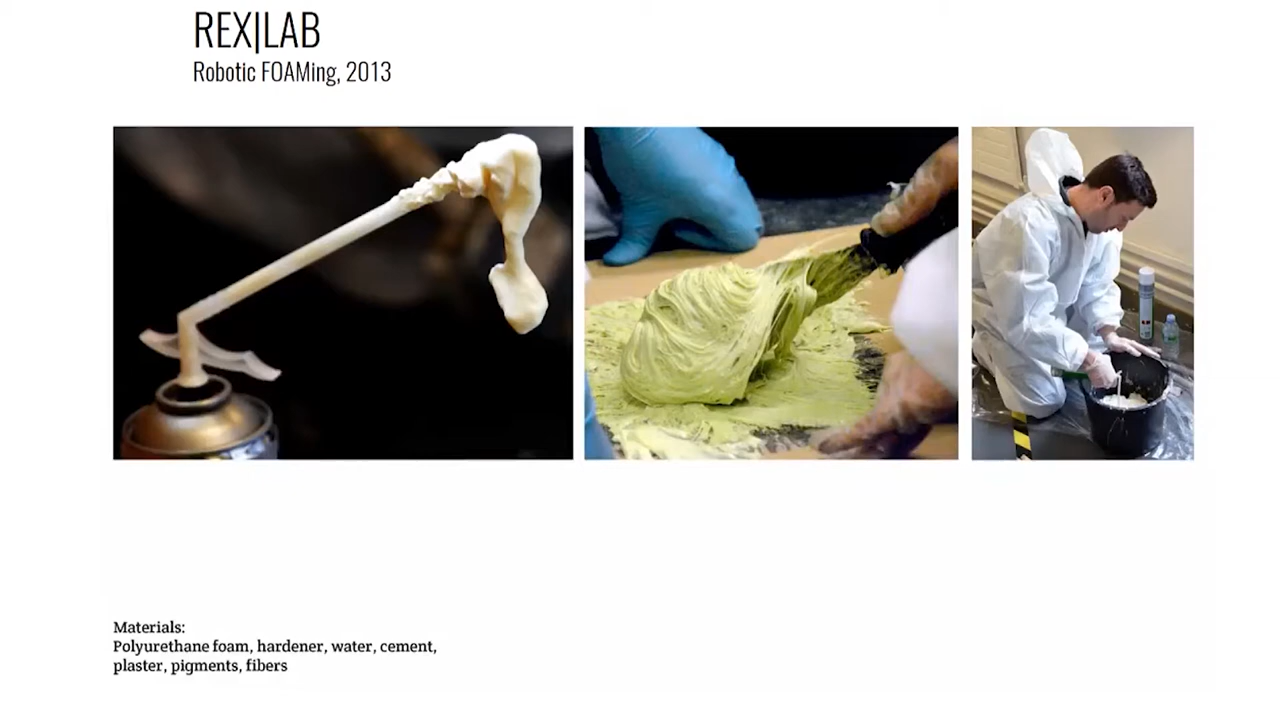 REX|LAB
Robotic FOAMing, 2013
Materials:
Polyurethane foam, hardener, water, cement,
plaster, pigments, fibers